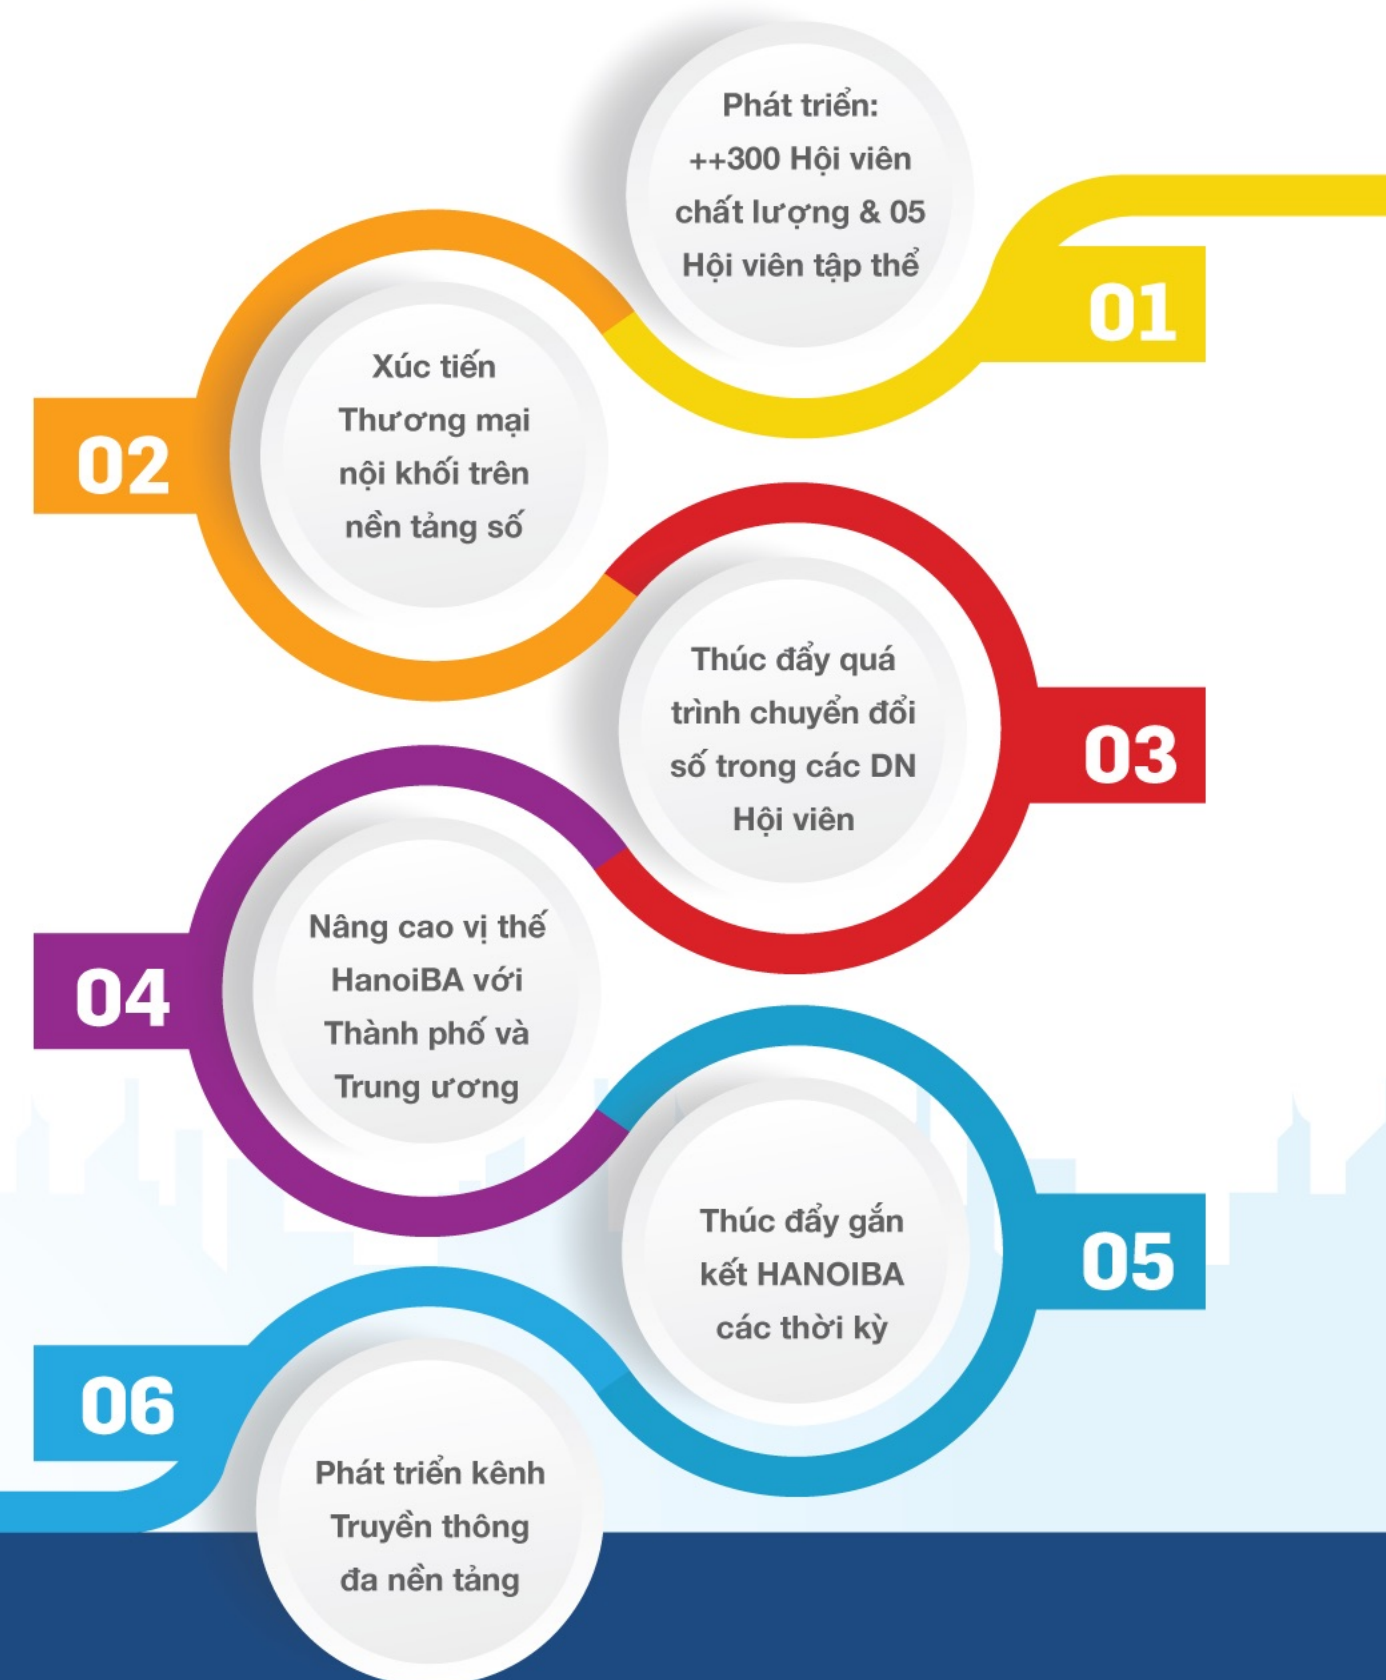 Phát triển:
++300 Hội viên
chất lượng & 05
Hội viên tập thể
01
Xúc tiến
Thương mại
nội khối trên
nền tảng số
02
Thúc đẩy quá
trình chuyển đổi
số trong các DN
Hội viên
03
Nâng cao vị thế
HanoiBA với
Thành phố và
Trung ương
04
Thúc đẩy gắn
kết HANOIBA
các thời kỳ
05
Phát triển kênh
Truyền thông
đa nền tảng
06